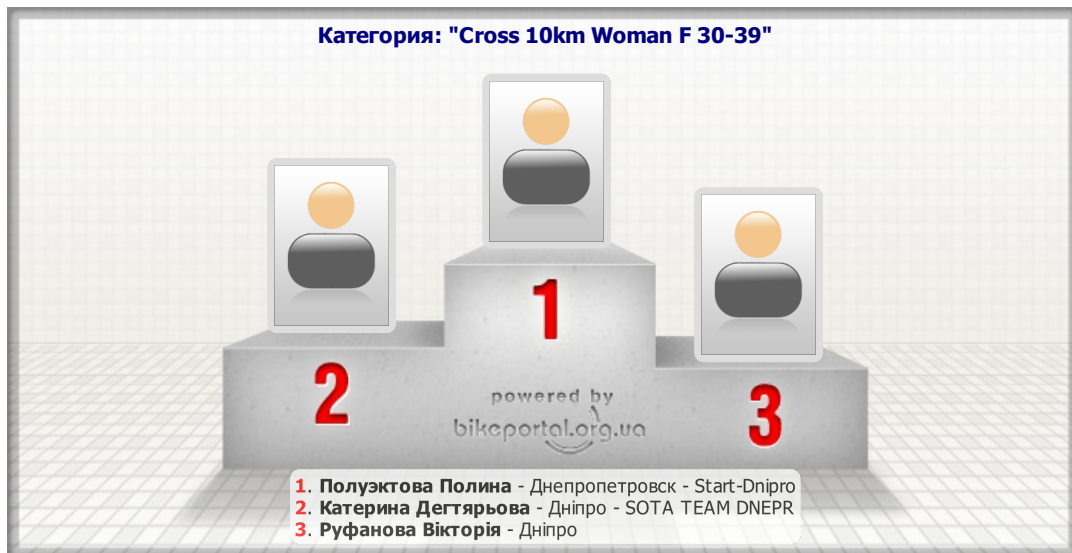 Категория: "Cross 10km Woman F 30-39"
1
2
3
powered by
bikeportal.org.ua
1. Полуэктова Полина - Днепропетровск - Start-Dnipro
2. Катерина Дегтярьова - Дніпро - SOTA TEAM DNEPR
3. Руфанова Вікторія - Дніпро